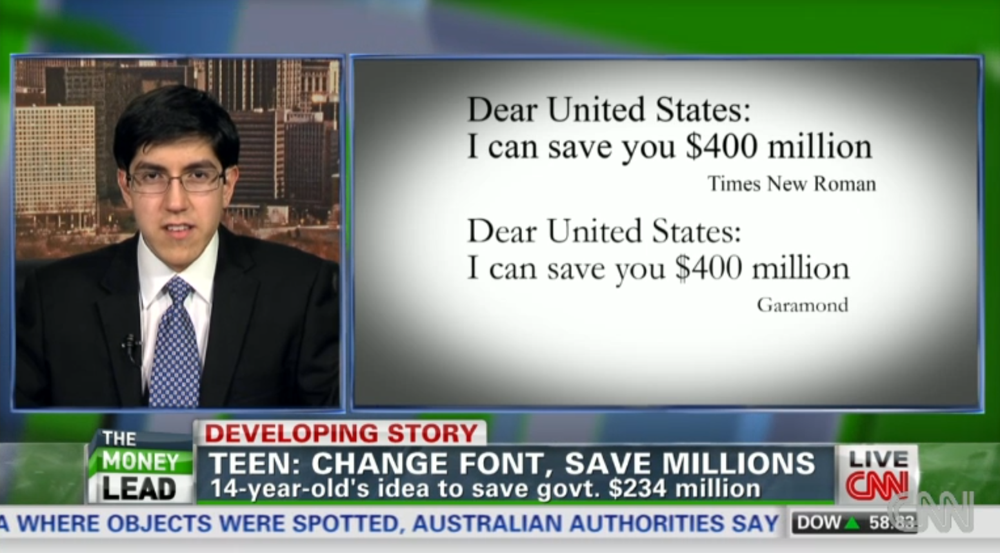 Dear United States:
I can save you $400 million
Times New Roman
Dear United States:
I can save you $400 million
Garamond
DEVELOPING STORY
THE
MONEY
LEAD
TEEN: CHANGE FONT, SAVE MILLIONS
14-year-old's idea to save govt. $234 million
LIVE
CNN
A WHERE OBJECTS WERE SPOTTED, AUSTRALIAN AUTHORITIES SAY
DOW ▲ 58.83
CNN